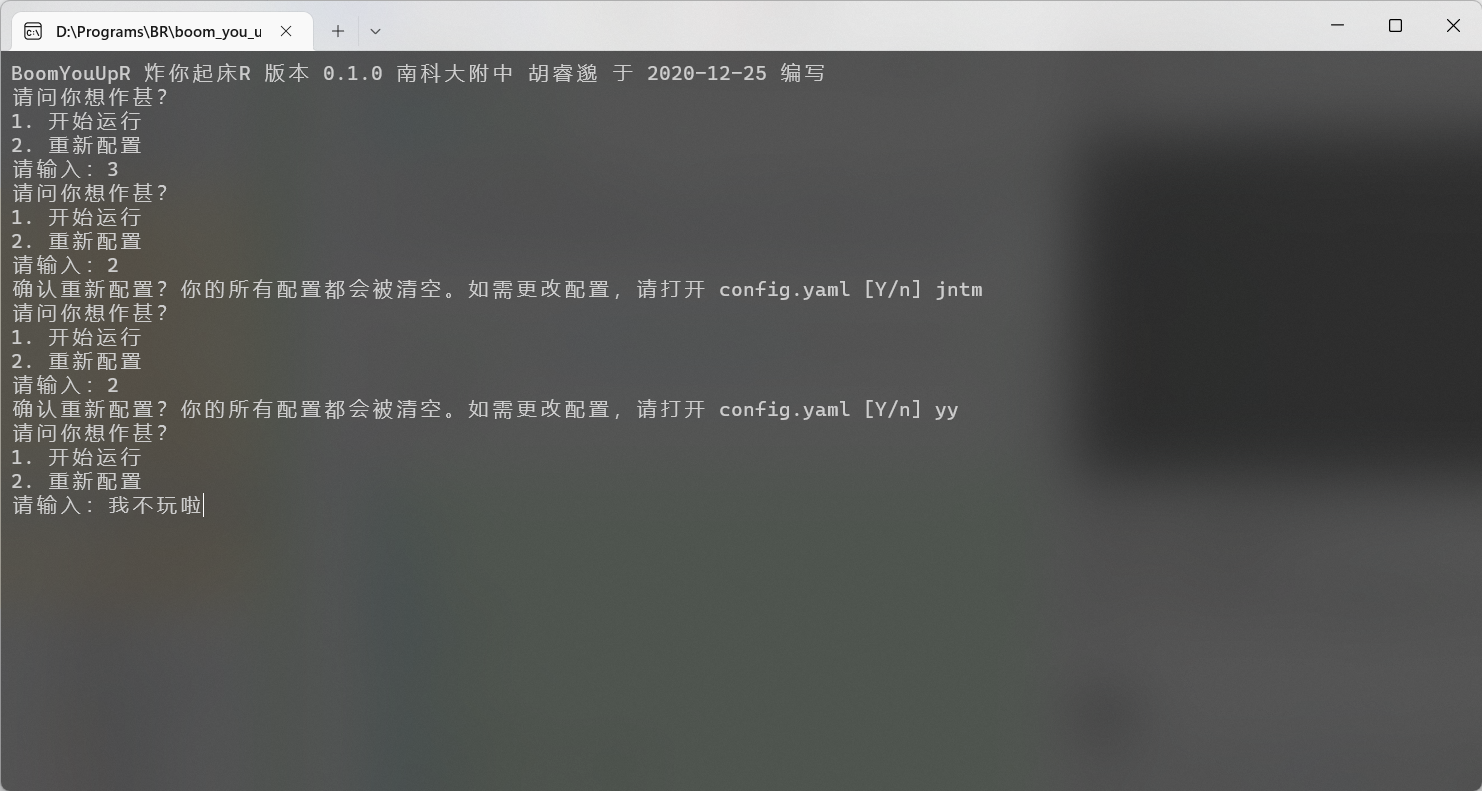 D:\Programs\BR\boom_you_u
BoomYouUpR 炸你起床R 版本 0.1.0 南科大附中 胡睿邈 于 2020-12-25 编写
请问你想作甚?
1. 开始运行
2. 重新配置
请输入: 3
请问你想作甚?
1. 开始运行
2. 重新配置
请输入: 2
确认重新配置? 你的所有配置都会被清空。如需更改配置, 请打开 config.yaml [Y/n] jntm
请问你想作甚?
1. 开始运行
2. 重新配置
请输入: 2
确认重新配置? 你的所有配置都会被清空。如需更改配置, 请打开 config.yaml [Y/n] yy
请问你想作甚?
1. 开始运行
2. 重新配置
请输入: 我不玩啦